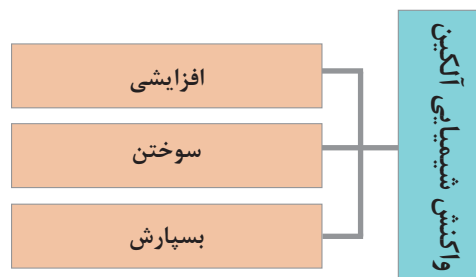 واکنش شیمیایی آلکین
افزایشی
سوختن
بسپارش